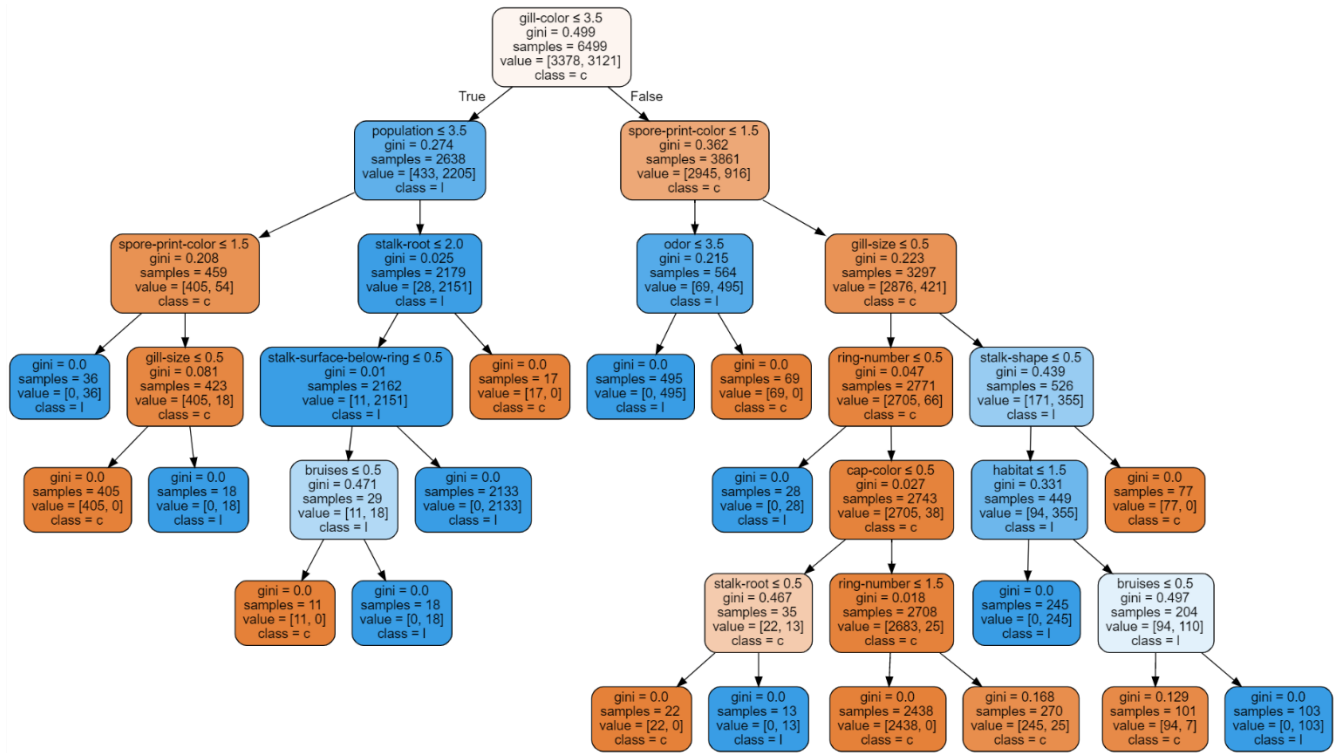 gill-color ≤ 3.5
gini = 0.499
samples = 6499
value = [3378, 3121]
class = c
True
False
population ≤ 3.5
gini = 0.274
samples = 2638
value = [433, 2205]
class = l
spore-print-color ≤ 1.5
gini = 0.362
samples = 3861
value = [2945, 916]
class = c
spore-print-color ≤ 1.5
gini = 0.208
samples = 459
value = [405, 54]
class = c
stalk-root ≤ 2.0
gini = 0.025
samples = 2179
value = [28, 2151]
class = l
odor ≤ 3.5
gini = 0.215
samples = 564
value = [69, 495]
class = l
gill-size ≤ 0.5
gini = 0.223
samples = 3297
value = [2876, 421]
class = c
gini = 0.0
samples = 36
value = [0, 36]
class = l
gill-size ≤ 0.5
gini = 0.081
samples = 423
value = [405, 18]
class = c
stalk-surface-below-ring ≤ 0.5
gini = 0.01
samples = 2162
value = [11, 2151]
class = l
gini = 0.0
samples = 17
value = [17, 0]
class = c
gini = 0.0
samples = 495
value = [0, 495]
class = l
gini = 0.0
samples = 69
value = [69, 0]
class = c
ring-number ≤ 0.5
gini = 0.047
samples = 2771
value = [2705, 66]
class = c
stalk-shape ≤ 0.5
gini = 0.439
samples = 526
value = [171, 355]
class = l
gini = 0.0
samples = 405
value = [405, 0]
class = c
gini = 0.0
samples = 18
value = [0, 18]
class = l
bruises ≤ 0.5
gini = 0.471
samples = 29
value = [11, 18]
class = l
gini = 0.0
samples = 2133
value = [0, 2133]
class = l
gini = 0.0
samples = 28
value = [0, 28]
class = l
cap-color ≤ 0.5
gini = 0.027
samples = 2743
value = [2705, 38]
class = c
habitat ≤ 1.5
gini = 0.331
samples = 449
value = [94, 355]
class = l
gini = 0.0
samples = 77
value = [77, 0]
class = c
gini = 0.0
samples = 11
value = [11, 0]
class = c
gini = 0.0
samples = 18
value = [0, 18]
class = l
stalk-root ≤ 0.5
gini = 0.467
samples = 35
value = [22, 13]
class = c
ring-number ≤ 1.5
gini = 0.018
samples = 2708
value = [2683, 25]
class = c
gini = 0.0
samples = 245
value = [0, 245]
class = l
bruises ≤ 0.5
gini = 0.497
samples = 204
value = [94, 110]
class = l
gini = 0.0
samples = 22
value = [22, 0]
class = c
gini = 0.0
samples = 13
value = [0, 13]
class = l
gini = 0.0
samples = 2438
value = [2438, 0]
class = c
gini = 0.168
samples = 270
value = [245, 25]
class = c
gini = 0.129
samples = 101
value = [94, 7]
class = c
gini = 0.0
samples = 103
value = [0, 103]
class = l